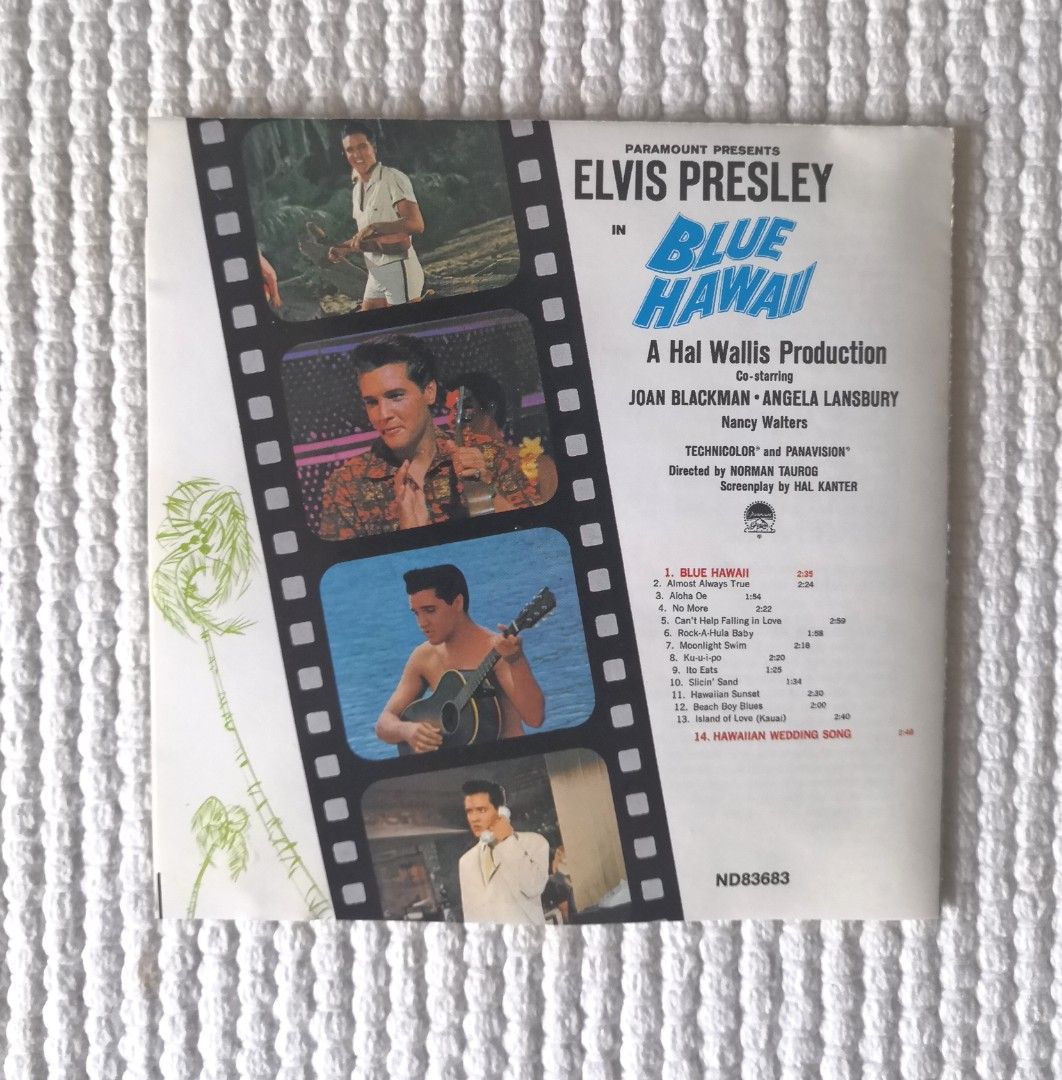 PARAMOUNT PRESENTS
ELVIS PRESLEY
IN
BLUE
HAWAII
A Hal Wallis Production
Co-starring
JOAN BLACKMAN • ANGELA LANSBURY
Nancy Walters
TECHNICOLOR® and PANAVISION®
Directed by NORMAN TAUROG
Screenplay by HAL KANTER
1. BLUE HAWAII 2:35
2. Almost Always True 2:24
3. Aloha Oe 1:54
4. No More 2:22
5. Can't Help Falling in Love 2:59
6. Rock-A-Hula Baby 1:58
7. Moonlight Swim 2:18
8. Ku-u-i-po 2:20
9. Ito Eats 1:25
10. Slicin' Sand 1:34
11. Hawaiian Sunset 2:30
12. Beach Boy Blues 2:00
13. Island of Love (Kauai) 2:40
14. HAWAIIAN WEDDING SONG 2:48
ND83683